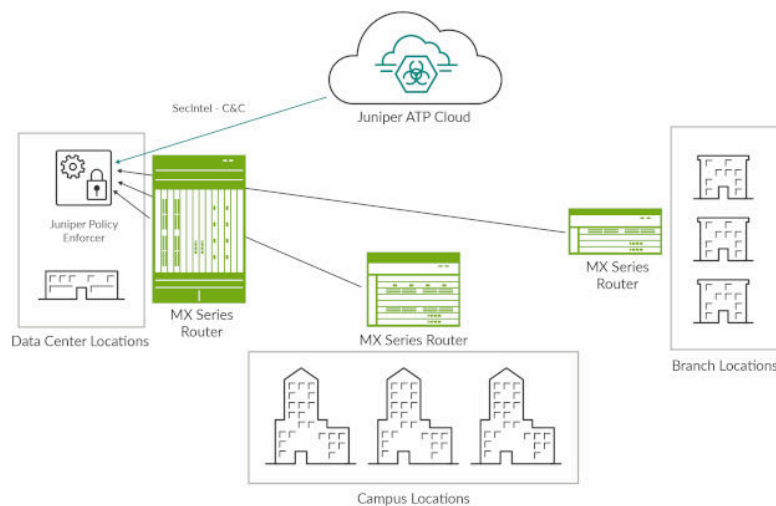 SecIntel - C&C
Juniper ATP Cloud
Juniper Policy
Enforcer
MX Series
Router
MX Series
Router
Data Center Locations
MX Series Router
Branch Locations
Campus Locations